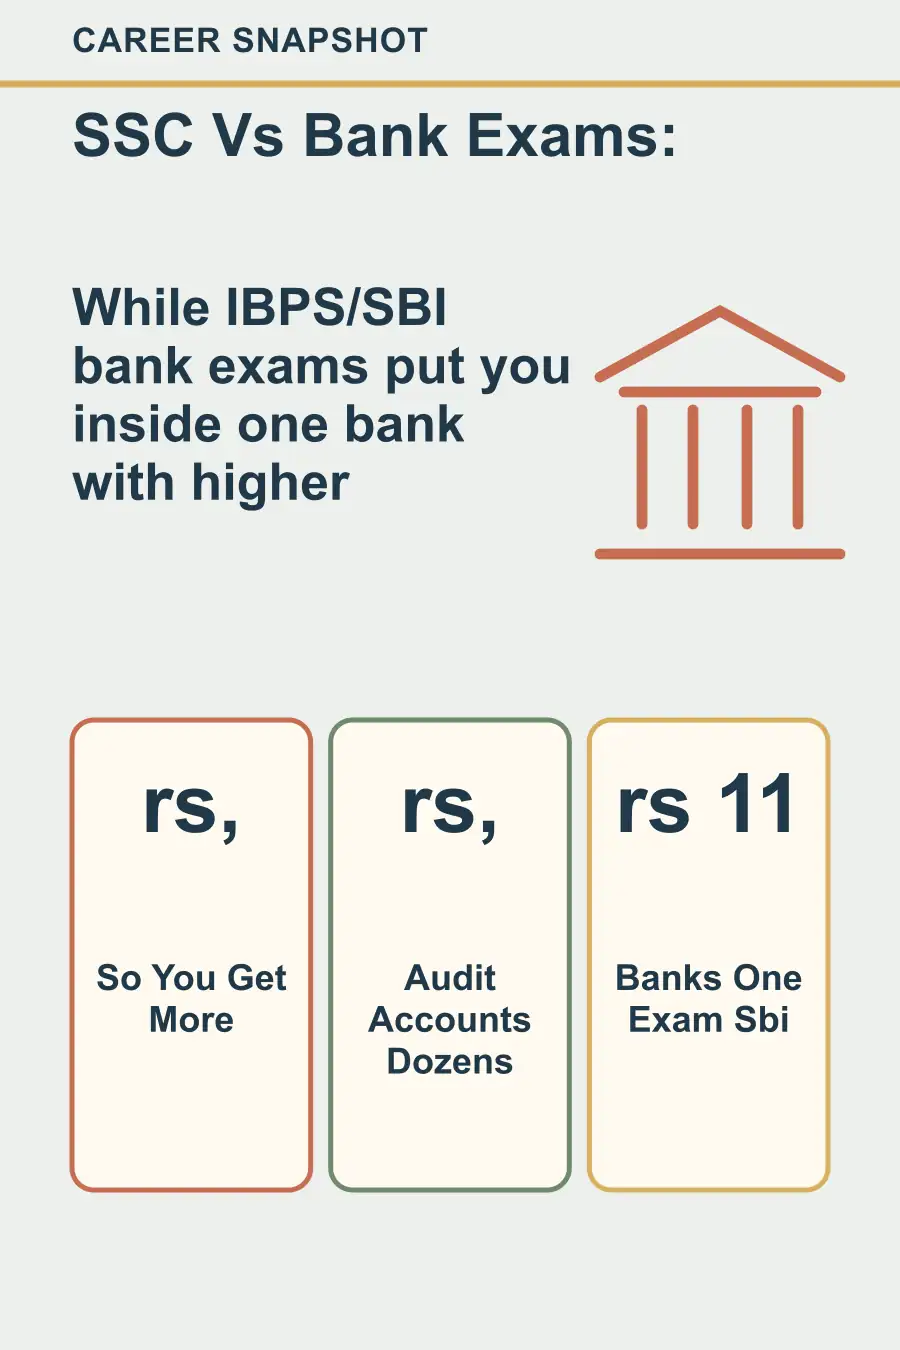 CAREER SNAPSHOT
SSC Vs Bank Exams:
While IBPS/SBI
bank exams put you
inside one bank
with higher
rs,
So You Get
More
rs,
Audit
Accounts
Dozens
rs 11
Banks One
Exam Sbi